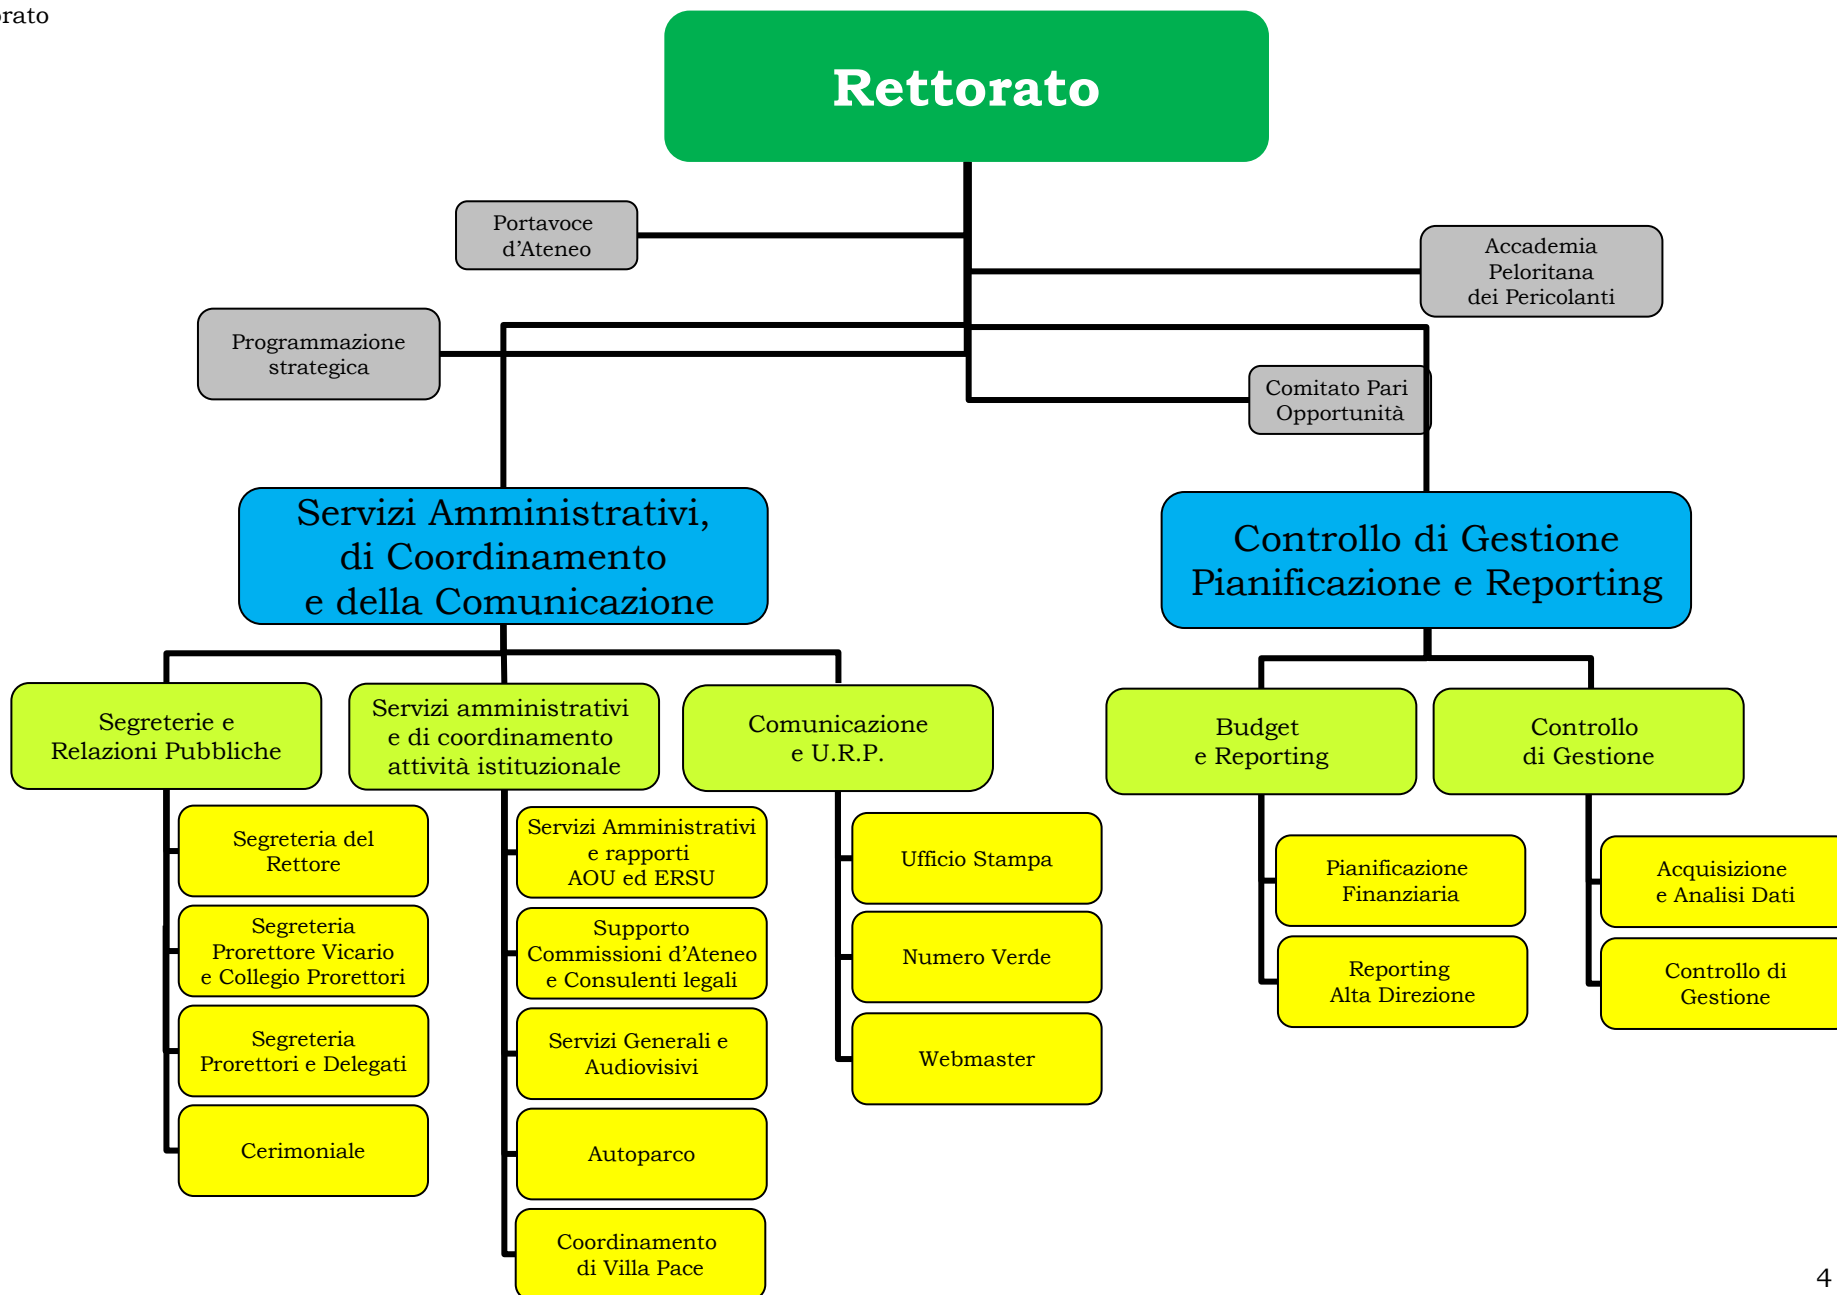 Rettorato
Portavoce
d'Ateneo
Accademia
Peloritana
dei Pericolanti
Programmazione
strategica
Comitato Pari
Opportunità
Servizi Amministrativi,
di Coordinamento
e della Comunicazione
Controllo di Gestione
Pianificazione e Reporting
Segreterie e
Relazioni Pubbliche
Servizi amministrativi
e di coordinamento
attività istituzionale
Comunicazione
e U.R.P.
Budget
e Reporting
Controllo
di Gestione
Segreteria del
Rettore
Segreteria
Prorettore Vicario
e Collegio Prorettori
Segreteria
Prorettori e Delegati
Cerimoniale
Servizi Amministrativi
e rapporti
AOU ed ERSU
Supporto
Commissioni d'Ateneo
e Consulenti legali
Servizi Generali e
Audiovisivi
Autoparco
Coordinamento
di Villa Pace
Ufficio Stampa
Numero Verde
Webmaster
Pianificazione
Finanziaria
Reporting
Alta Direzione
Acquisizione
e Analisi Dati
Controllo di
Gestione
4